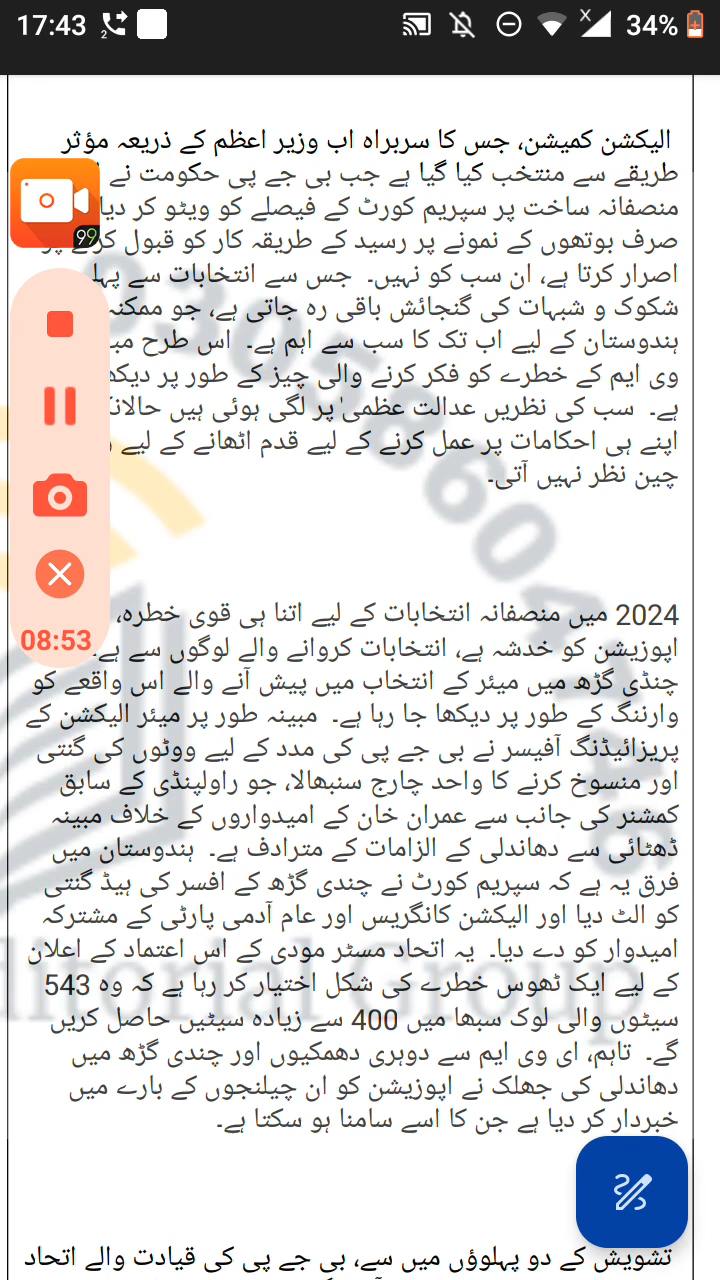 17:43
2
X
34%
الیکشن کمیشن، جس کا سربراہ اب وزیر اعظم کے ذریعہ مؤثر
طریقے سے منتخب کیا گیا ہے جب بی جے پی حکومت نے
منصفانہ ساخت پر سپریم کورٹ کے فیصلے کو ویٹو کر دیا
صرف بوتھوں کے نمونے پر رسید کے طریقہ کار کو قبول کرنے پر
اصرار کرتا ہے، ان سب کو نہیں۔ جس سے انتخابات سے پہلے
شکوک و شبہات کی گنجائش باقی رہ جاتی ہے، جو ممکنہ
ہندوستان کے لیے اب تک کا سب سے اہم ہے۔ اس طرح
وی ایم کے خطرے کو فکر کرنے والی چیز کے طور پر دیکھ
ہے۔ سب کی نظریں عدالت عظمیٰ پر لگی ہوئی ہیں
اپنے ہی احکامات پر عمل کرنے کے لیے قدم اٹھانے کے لیے
چین نظر نہیں آتی۔
2024 میں منصفانہ انتخابات کے لیے اتنا ہی قوی خطرہ،
اپوزیشن کو خدشہ ہے، انتخابات کروانے والے لوگوں سے ہے۔
چنڈی گڑھ میں میئر کے انتخاب میں پیش آنے والے اس واقعے کو
وارننگ کے طور پر دیکھا جا رہا ہے۔ مبینہ طور پر میئر الیکشن کے
پریزائیڈنگ آفیسر نے بی جے پی کی مدد کے لیے ووٹوں کی گنتی
اور منسوخ کرنے کا واحد چارج سنبھالا، جو راولپنڈی کے سابق
کمشنر کی جانب سے عمران خان کے امیدواروں کے خلاف مبینہ
ڈھٹائی سے دھاندلی کے الزامات کے مترادف ہے۔ ہندوستان میں
فرق یہ ہے کہ سپریم کورٹ نے چندی گڑھ کے افسر کی ہیڈ گنتی
کو الٹ دیا اور الیکشن کانگریس اور عام آدمی پارٹی کے مشترکہ
امیدوار کو دے دیا۔ یہ اتحاد مسٹر مودی کے اس اعتماد کے اعلان
کے لیے ایک ٹھوس خطرے کی شکل اختیار کر رہا ہے کہ وہ 543
سیٹوں والی لوک سبھا میں 400 سے زیادہ سیٹیں حاصل کریں
گے۔ تاہم، ای وی ایم سے دوہری دھمکیوں اور چندی گڑھ میں
دھاندلی کی جھلک نے اپوزیشن کو ان چیلنجوں کے بارے میں
خبردار کر دیا ہے جن کا اسے سامنا ہو سکتا ہے۔
تشویش کے دو پہلوؤں میں سے، بی جے پی کی قیادت والے اتحاد
99
08:53
ditorial Group